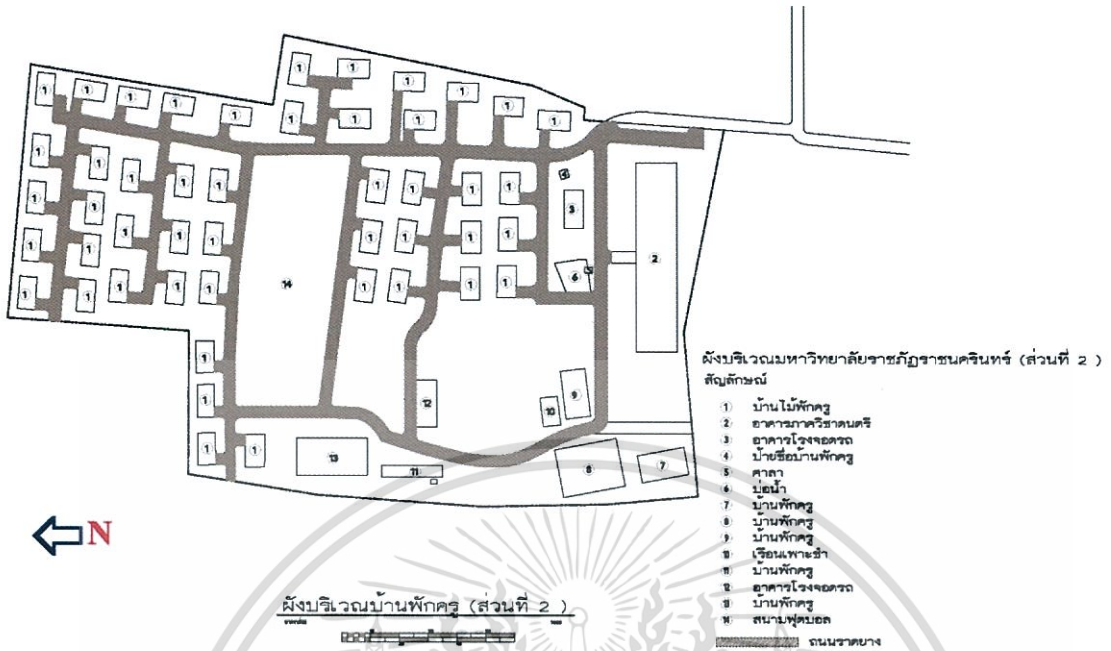 ผังบริเวณมหาวิทยาลัยราชภัฏราชนครินทร์ (ส่วนที่ 2 )
สัญลักษณ์
1 บ้านไม้พักครู
2 อาคารภาควิชาดนตรี
3 อาคารโรงจอดรถ
4 ป้ายชื่อบ้านพักครู
5 ศาลา
6 บ่อน้ำ
7 บ้านพักครู
8 บ้านพักครู
9 บ้านพักครู
10 เรือนเพาะชำ
11 บ้านพักครู
12 อาคารโรงจอดรถ
13 บ้านพักครู
14 สนามฟุตบอล
ถนนราดยาง
N
ผังบริเวณบ้านพักครู (ส่วนที่ 2 )